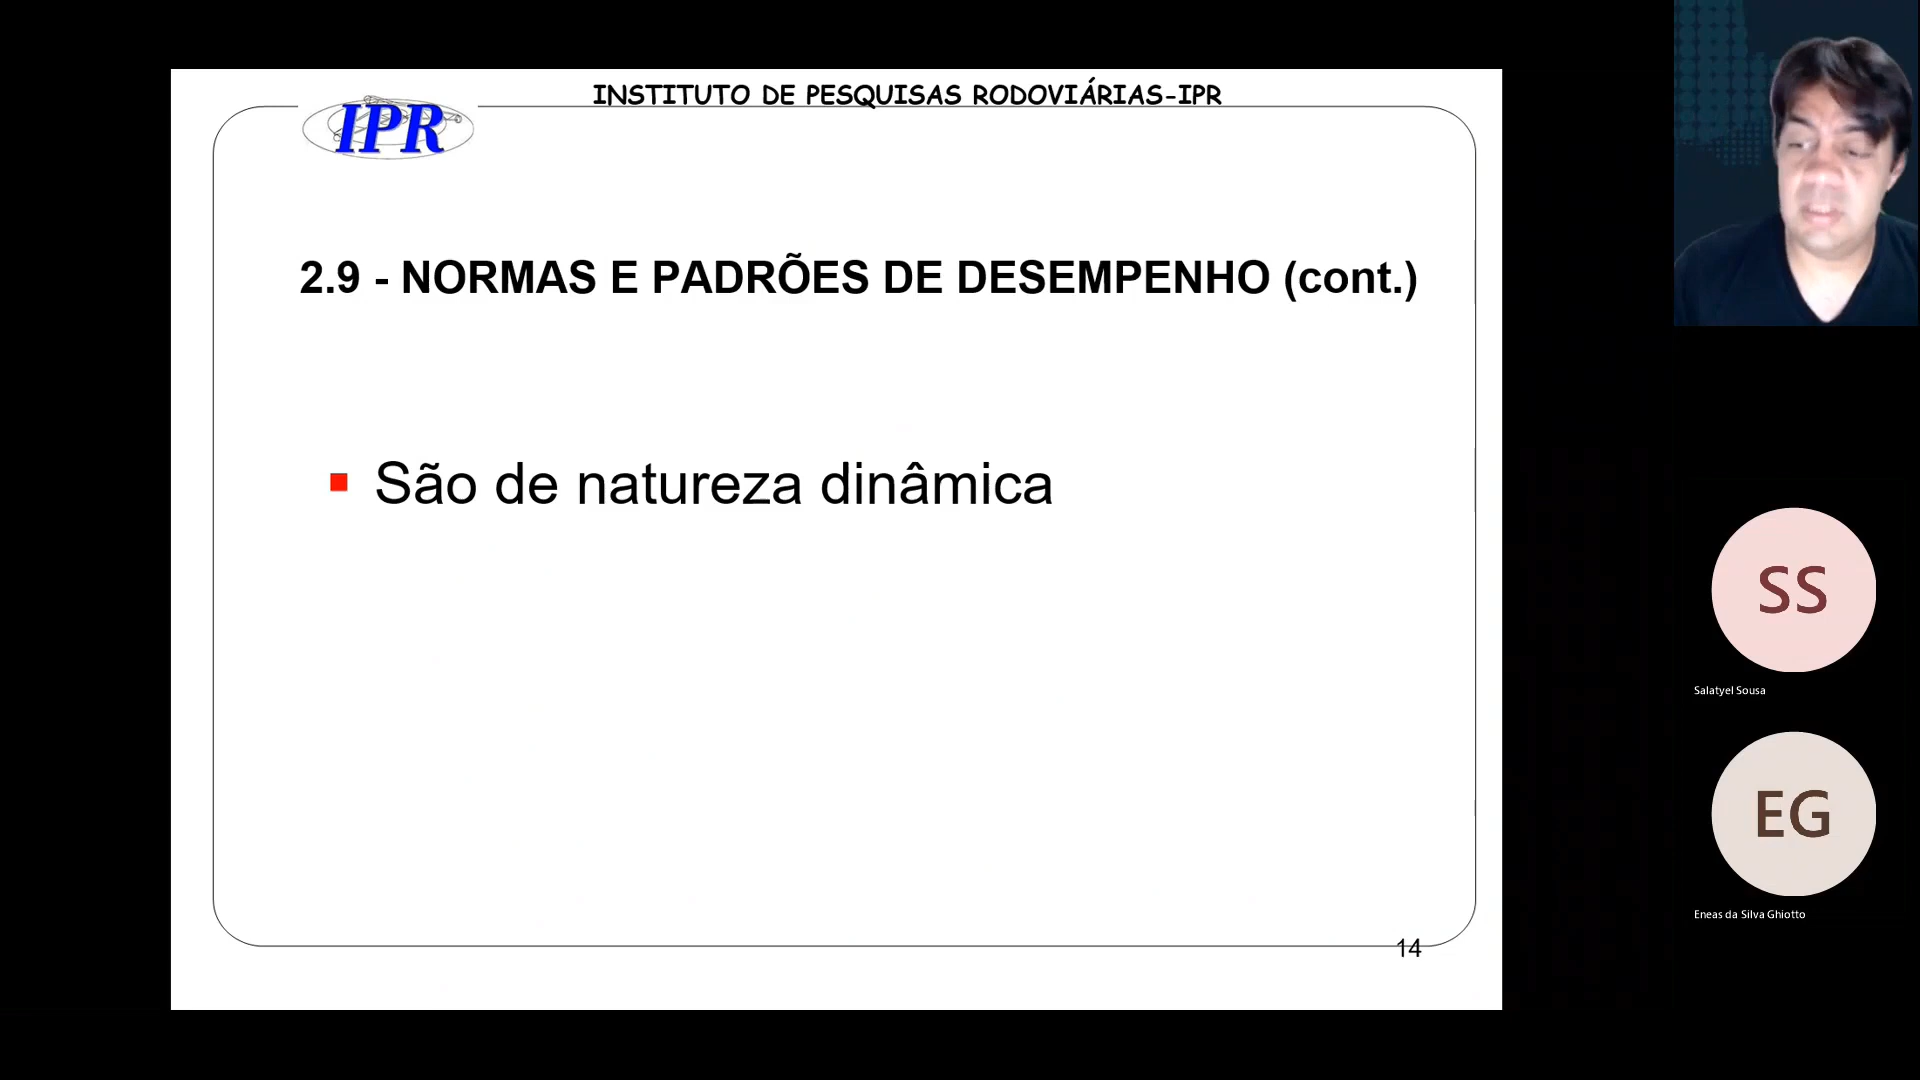 INSTITUTO DE PESQUISAS RODOVIÁRIAS-IPR
IPR
2.9 - NORMAS E PADRÕES DE DESEMPENHO (cont.)
São de natureza dinâmica
14
SS
Salatyel Sousa
EG
Eneas da Silva Ghiotto